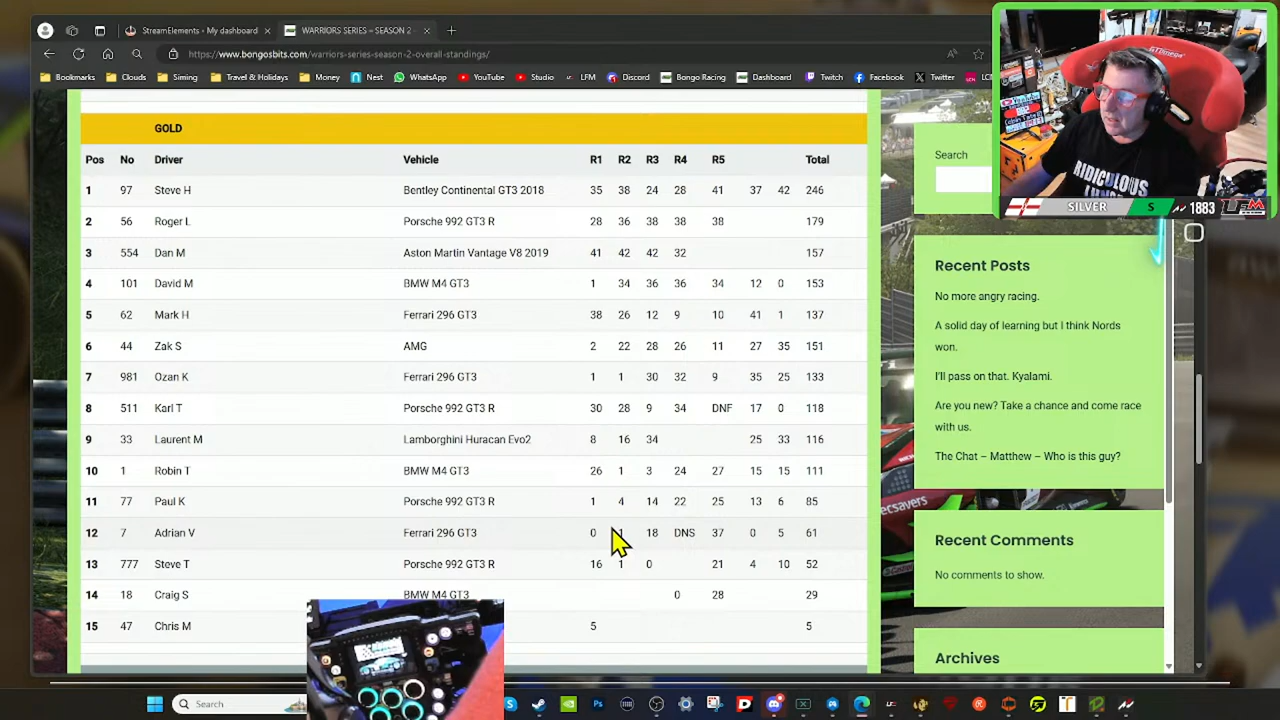 StreamElements - My dashboard
WARRIORS SERIES – SEASON 2 -
https://www.bongosbits.com/warriors-series-season-2-overall-standings/
Bookmarks Clouds Siming Travel & Holidays Money Nest WhatsApp YouTube Studio LFM Discord Bongo Racing Dashboard Twitch Facebook Twitter
GOLD
Pos No Driver Vehicle R1 R2 R3 R4 R5 Total
1 97 Steve H Bentley Continental GT3 2018 35 38 24 28 41 37 42 246
2 56 Roger L Porsche 992 GT3 R 28 36 38 38 38 179
3 554 Dan M Aston Martin Vantage V8 2019 41 42 42 32 157
4 101 David M BMW M4 GT3 1 34 36 36 34 12 0 153
5 62 Mark H Ferrari 296 GT3 38 26 12 9 10 41 1 137
6 44 Zak S AMG 2 22 28 26 11 27 35 151
7 981 Ozan K Ferrari 296 GT3 1 1 30 32 9 35 25 133
8 511 Karl T Porsche 992 GT3 R 30 28 9 34 DNF 17 0 118
9 33 Laurent M Lamborghini Huracan Evo2 8 16 34 25 33 116
10 1 Robin T BMW M4 GT3 26 1 3 24 27 15 15 111
11 77 Paul K Porsche 992 GT3 R 1 4 14 22 25 13 6 85
12 7 Adrian V Ferrari 296 GT3 0 18 DNS 37 0 5 61
13 777 Steve T Porsche 992 GT3 R 16 1 0 21 4 10 52
14 18 Craig S BMW M4 GT3 0 28 29
15 47 Chris M 5 5
Search
Recent Posts
No more angry racing.
A solid day of learning but I think Nords
won.
I'll pass on that. Kyalami.
Are you new? Take a chance and come race
with us.
The Chat – Matthew – Who is this guy?
Recent Comments
No comments to show.
Archives
GTOmega
RIDICULOUS
SILVER S 1883 LFM
Search